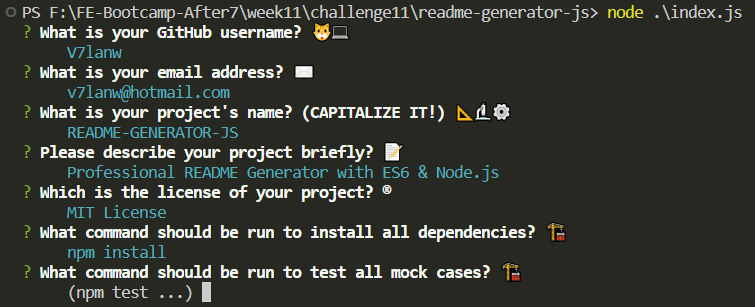 PS F:\FE-Bootcamp-After7\week11\challenge11\readme-generator-js> node .\index.js
? What is your GitHub username? 🐱💻
V7lanw
? What is your email address? ✉️
v7lanw@hotmail.com
? What is your project's name? (CAPITALIZE IT!) 📐🔬⚙️
README-GENERATOR-JS
? Please describe your project briefly? 📝
Professional README Generator with ES6 & Node.js
? Which is the license of your project? ®
MIT License
? What command should be run to install all dependencies? 🏗️
npm install
? What command should be run to test all mock cases? 🏗️
(npm test ...)